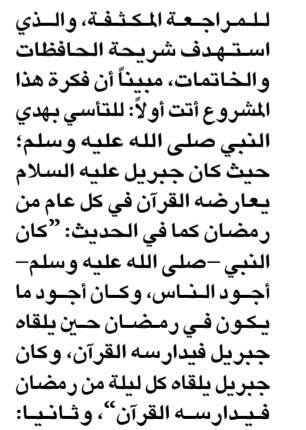 للمراجعة المكثفة، والذي
استهدف شريحة الحافظات
والخاتمات، مبيناً أن فكرة هذا
المشروع أتت أولاً: للتأسي بهدي
النبي صلى الله عليه وسلم؛
حيث كان جبريل عليه السلام
يعارضه القرآن في كل عام من
رمضان كما في الحديث: ”كان
النبي –صلى الله عليه وسلم–
أجود الناس، وكان أجود ما
يكون في رمضان حين يلقاه
جبريل فيدارسه القرآن، وكان
جبريل يلقاه كل ليلة من رمضان
فيدارسه القرآن“، وثانيا: